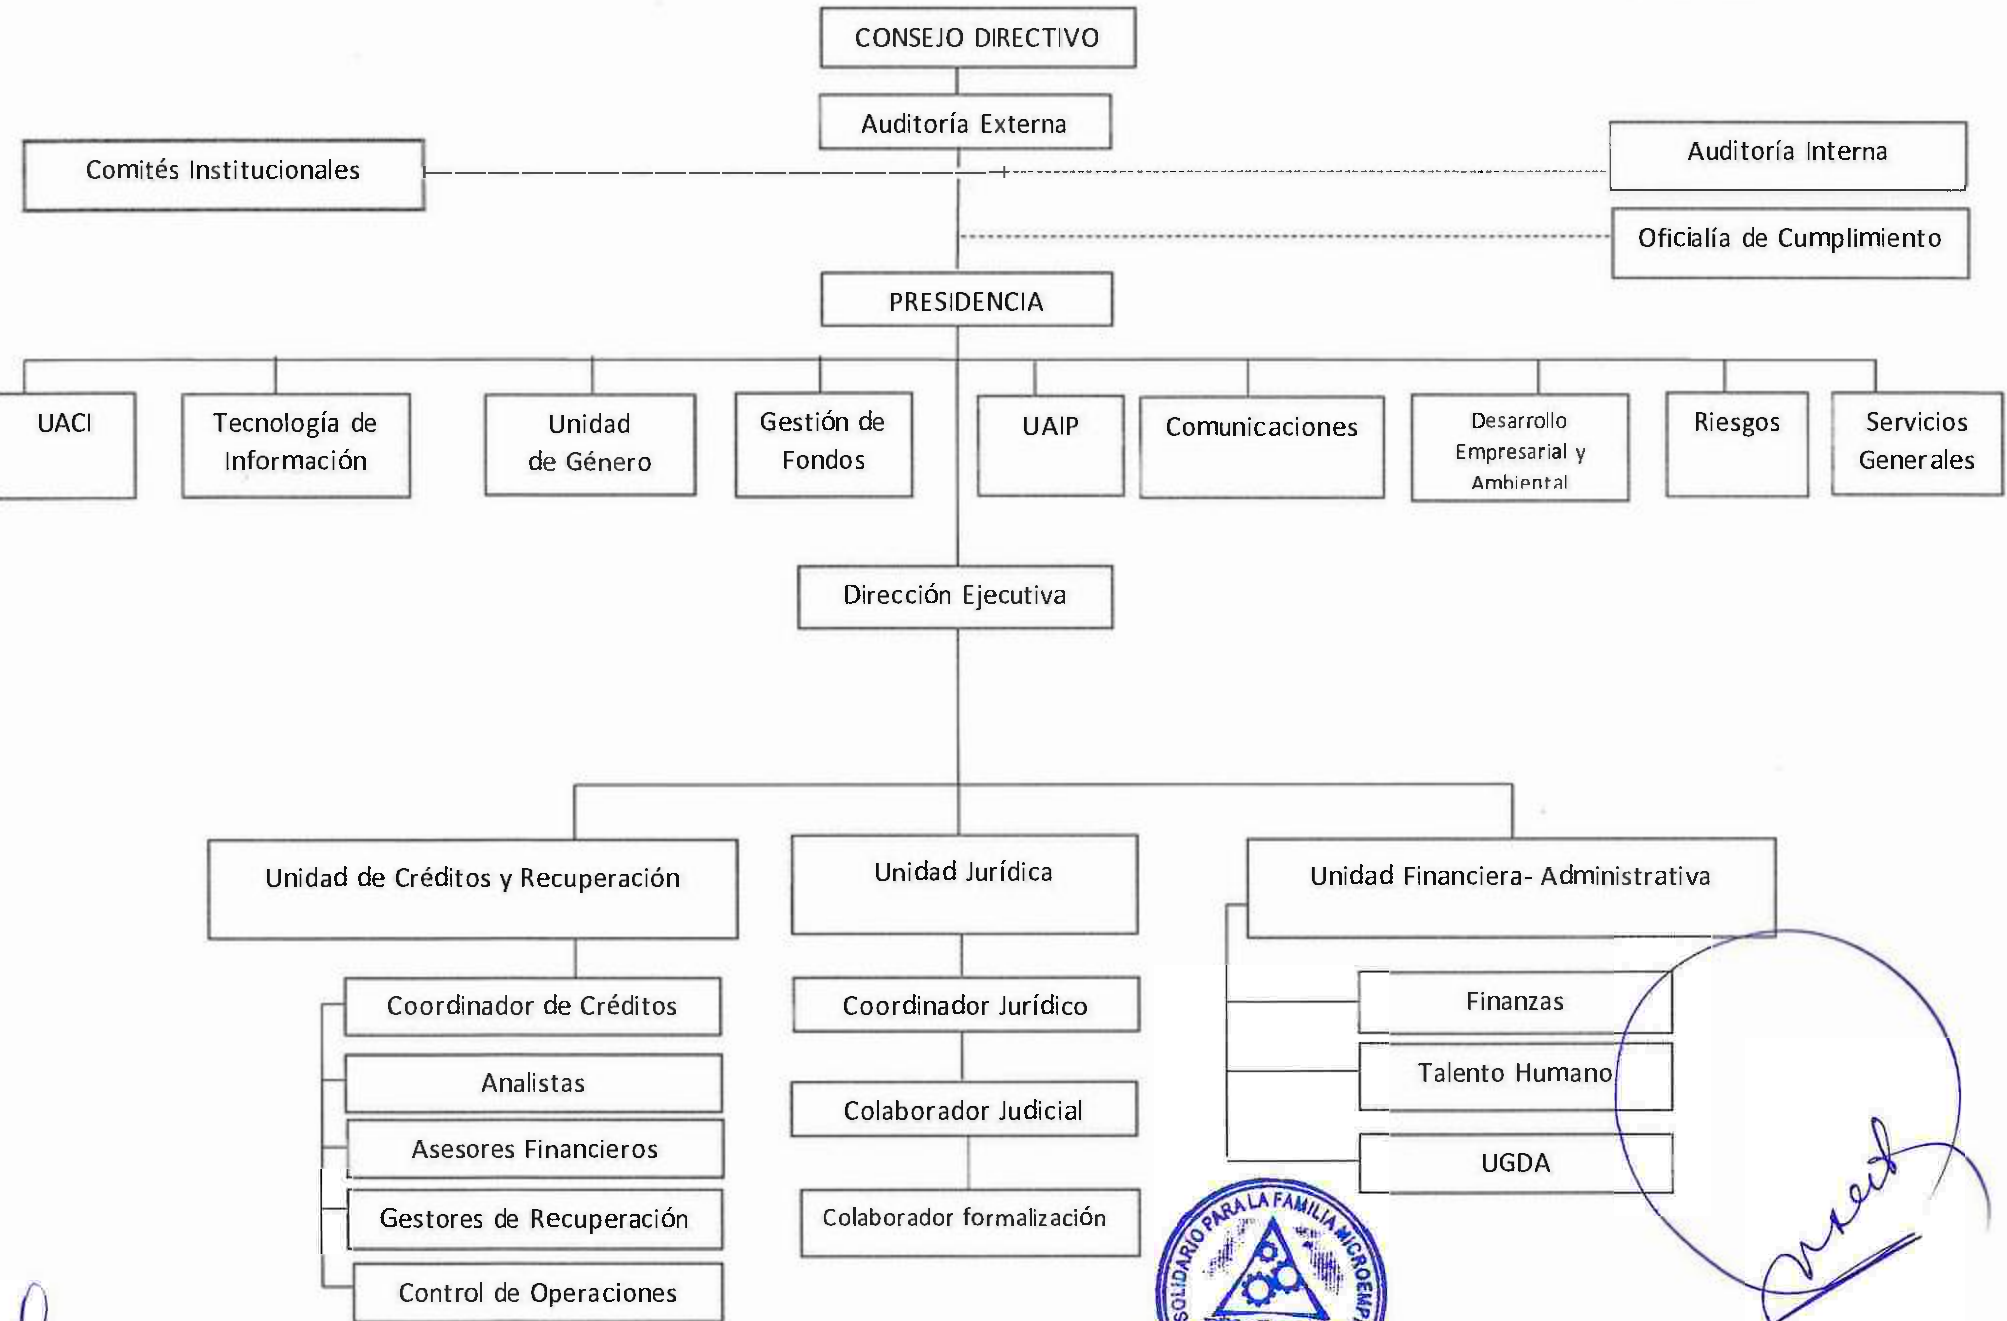 CONSEJO DIRECTIVO
Auditoría Externa
Comités Institucionales
Auditoría Interna
Oficialía de Cumplimiento
PRESIDENCIA
UACI
Tecnología de
Información
Unidad
de Género
Gestión de
Fondos
UAIP
Comunicaciones
Desarrollo
Empresarial y
Ambiental
Riesgos
Servicios
Generales
Dirección Ejecutiva
Unidad de Créditos y Recuperación
Unidad Jurídica
Unidad Financiera- Administrativa
Coordinador de Créditos
Analistas
Asesores Financieros
Gestores de Recuperación
Control de Operaciones
Coordinador Jurídico
Colaborador Judicial
Colaborador formalización
Finanzas
Talento Humano
UGDA
SOLIDARIO PARA LA FAMILIA MICROEMP